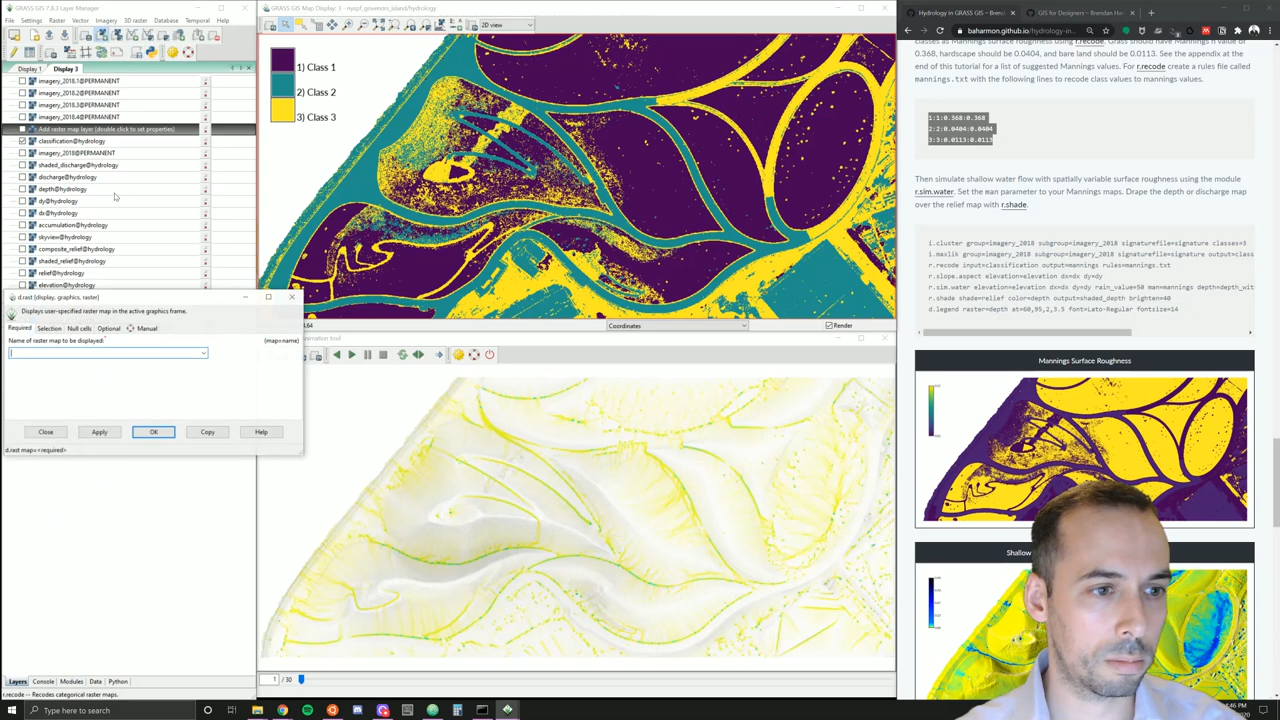 GRASS GIS 7.8.3 Layer Manager
Settings Raster Vector Imagery 3D raster Database Temporal Help
Display 1 Display 3
imagery_2018.1@PERMANENT
imagery_2018.2@PERMANENT
imagery_2018.3@PERMANENT
imagery_2018.4@PERMANENT
Add raster map layer (double click to set properties)
classification@hydrology
imagery_2018@PERMANENT
shaded_discharge@hydrology
discharge@hydrology
depth@hydrology
dy@hydrology
dx@hydrology
accumulation@hydrology
skyview@hydrology
composite_relief@hydrology
shaded_relief@hydrology
relief@hydrology
elevation@hydrology
d.rast [display, graphics, raster]
Displays user-specified raster map in the active graphics frame.
Required Selection Null cells Optional Manual
Name of raster map to be displayed:* (map=name)
Close Apply OK Copy Help
d.rast map=<required>
Layers Console Modules Data Python
r.recode -- Recodes categorical raster maps.
GRASS GIS Map Display: 3 - nyspf_govenors_island/hydrology
2D view
1) Class 1
2) Class 2
3) Class 3
Coordinates Render
1 / 30
Hydrology in GRASS GIS – Brend
GIS for Designers – Brendan Ha
baharmon.github.io/hydrology-in...
classes as Mannings surface roughness using r.recode. Grass should have Mannings n value of
0.368, hardscape should be 0.0404, and bare land should be 0.0113. See the appendix at the
end of this tutorial for a list of suggested Mannings values. For r.recode create a rules file called
mannings.txt with the following lines to recode class values to mannings values.
1:1:0.368:0.368
2:2:0.0404:0.0404
3:3:0.0113:0.0113
Then simulate shallow water flow with spatially variable surface roughness using the module
r.sim.water. Set the man parameter to your Mannings maps. Drape the depth or discharge map
over the relief map with r.shade.
i.cluster group=imagery_2018 subgroup=imagery_2018 signaturefile=signature classes=3
i.maxlik group=imagery_2018 subgroup=imagery_2018 signaturefile=signature output=class
r.recode input=classification output=mannings rules=mannings.txt
r.slope.aspect elevation=elevation dx=dx dy=dy
r.sim.water elevation=elevation dx=dx dy=dy rain_value=50 man=mannings depth=depth_wit
r.shade shade=relief color=depth output=shaded_depth brighten=40
d.legend raster=depth at=60,95,2,3.5 font=Lato-Regular fontsize=14
Mannings Surface Roughness
Type here to search